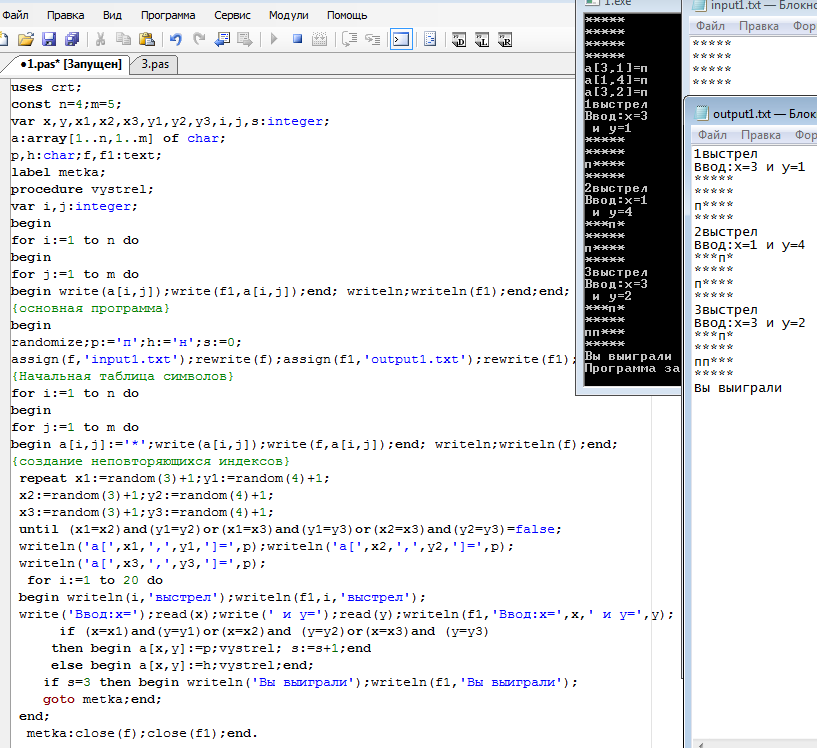 Файл Правка Вид Программа Сервис Модули Помощь
•1.pas* [Запущен] 3.pas
uses crt;
const n=4;m=5;
var x,y,x1,x2,x3,y1,y2,y3,i,j,s:integer;
a:array[1..n,1..m] of char;
p,h:char;f,f1:text;
label metka;
procedure vystrel;
var i,j:integer;
begin
for i:=1 to n do
begin
for j:=1 to m do
begin write(a[i,j]);write(f1,a[i,j]);end; writeln;writeln(f1);end;end;
{основная программа}
begin
randomize;p:='п';h:='н';s:=0;
assign(f,'input1.txt');rewrite(f);assign(f1,'output1.txt');rewrite(f1);
{Начальная таблица символов}
for i:=1 to n do
begin
for j:=1 to m do
begin a[i,j]:='*';write(a[i,j]);write(f,a[i,j]);end; writeln;writeln(f);end;
{создание неповторяющихся индексов}
repeat x1:=random(3)+1;y1:=random(4)+1;
x2:=random(3)+1;y2:=random(4)+1;
x3:=random(3)+1;y3:=random(4)+1;
until (x1=x2)and(y1=y2)or(x1=x3)and(y1=y3)or(x2=x3)and(y2=y3)=false;
writeln('a[',x1,',',y1,']=',p);writeln('a[',x2,',',y2,']=',p);
writeln('a[',x3,',',y3,']=',p);
for i:=1 to 20 do
begin writeln(i,'выстрел');writeln(f1,i,'выстрел');
write('Ввод:x=');read(x);write(' и y=');read(y);writeln(f1,'Ввод:x=',x,' и y=',y);
if (x=x1)and(y=y1)or(x=x2)and (y=y2)or(x=x3)and (y=y3)
then begin a[x,y]:=p;vystrel; s:=s+1;end
else begin a[x,y]:=h;vystrel;end;
if s=3 then begin writeln('Вы выиграли');writeln(f1,'Вы выиграли');
goto metka;end;
end;
metka:close(f);close(f1);end.
1.exe
*****
*****
*****
*****
a[3,1]=п
a[1,4]=п
a[3,2]=п
1выстрел
Ввод:x=3
и y=1
*****
*****
п****
*****
2выстрел
Ввод:x=1
и y=4
***п*
*****
п****
*****
3выстрел
Ввод:x=3
и y=2
***п*
*****
пп***
*****
Вы выиграли
Программа за
input1.txt — Блокно
Файл Правка Фор
*****
*****
*****
*****
output1.txt — Блок
Файл Правка Фор
1выстрел
Ввод:x=3 и y=1
*****
*****
п****
*****
2выстрел
Ввод:x=1 и y=4
***п*
*****
п****
*****
3выстрел
Ввод:x=3 и y=2
***п*
*****
пп***
*****
Вы выиграли